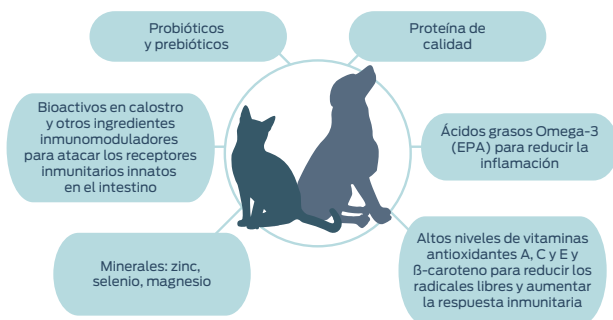 Probióticos
y prebióticos
Proteína de
calidad
Bioactivos en calostro
y otros ingredientes
inmunomoduladores
para atacar los receptores
inmunitarios innatos
en el intestino
Ácidos grasos Omega-3
(EPA) para reducir la
inflamación
Minerales: zinc,
selenio, magnesio
Altos niveles de vitaminas
antioxidantes A, C y E y
ß-caroteno para reducir los
radicales libres y aumentar
la respuesta inmunitaria